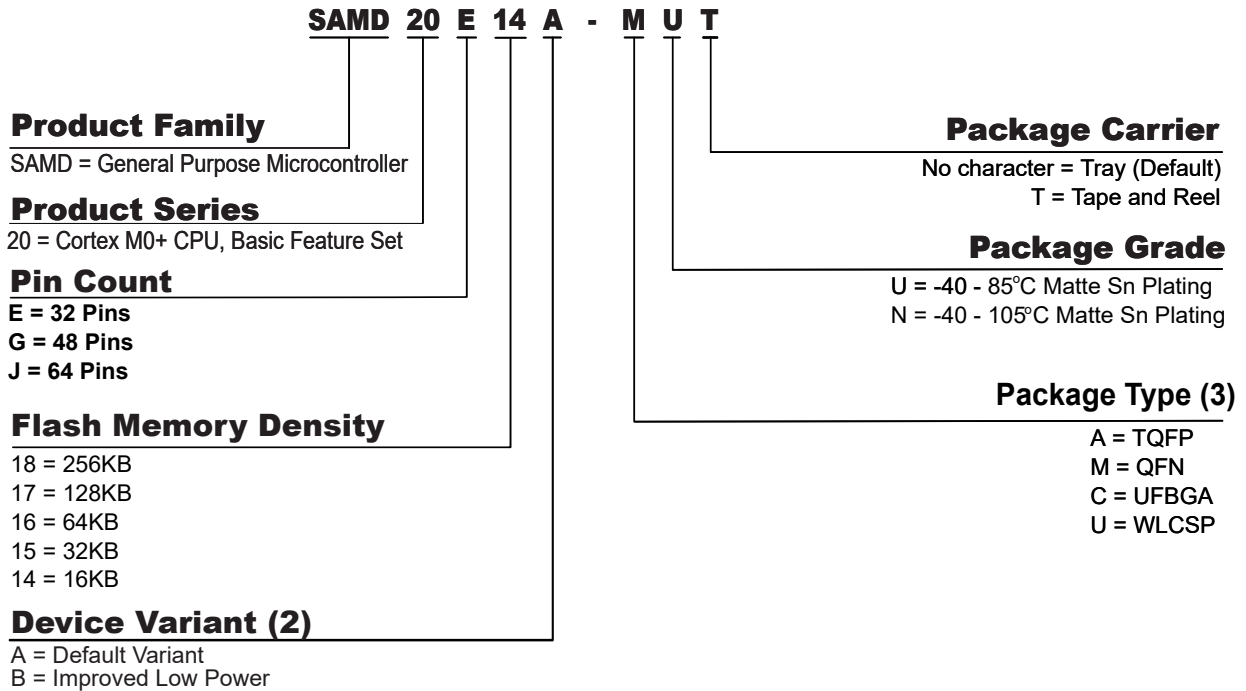 SAMD 20 E 14 A - M U T
Product Family
SAMD = General Purpose Microcontroller
Product Series
20 = Cortex M0+ CPU, Basic Feature Set
Pin Count
E = 32 Pins
G = 48 Pins
J = 64 Pins
Flash Memory Density
18 = 256KB
17 = 128KB
16 = 64KB
15 = 32KB
14 = 16KB
Device Variant (2)
A = Default Variant
B = Improved Low Power
Package Carrier
No character = Tray (Default)
T = Tape and Reel
Package Grade
U = -40 - 85°C Matte Sn Plating
N = -40 - 105°C Matte Sn Plating
Package Type (3)
A = TQFP
M = QFN
C = UFBGA
U = WLCSP